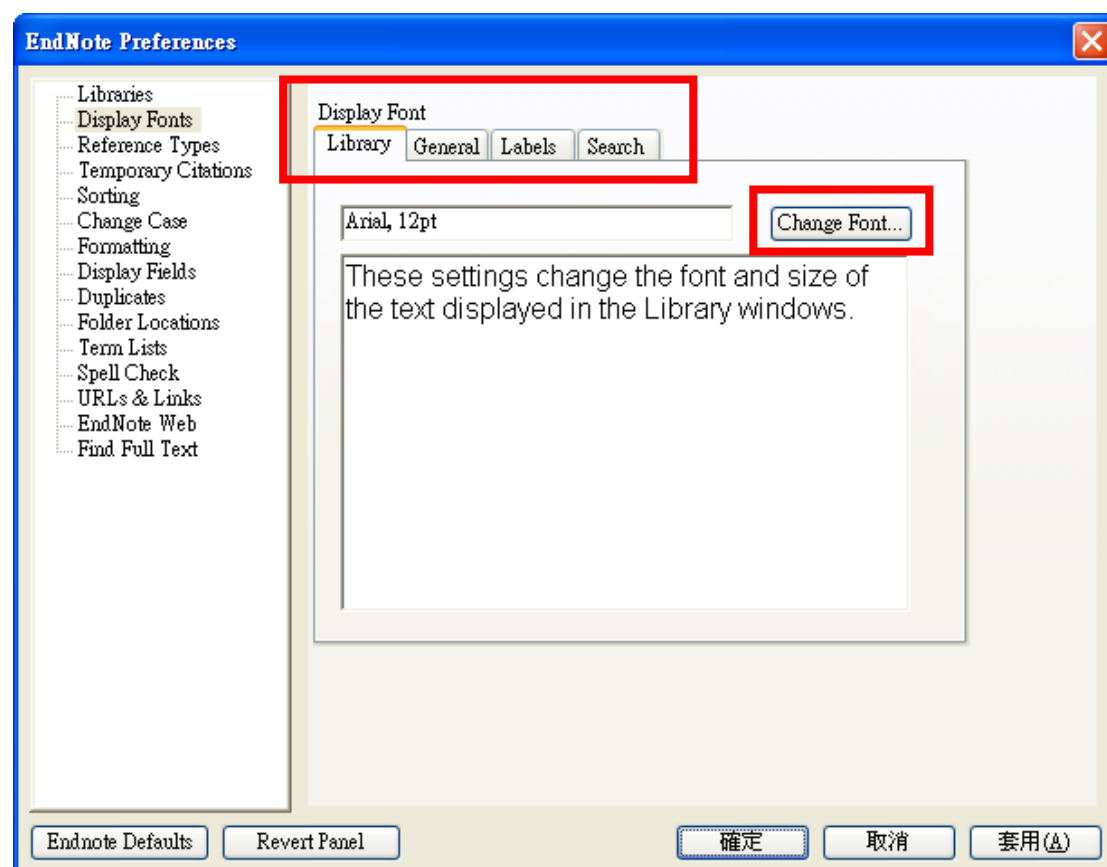 EndNote Preferences
Libraries
Display Fonts
Reference Types
Temporary Citations
Sorting
Change Case
Formatting
Display Fields
Duplicates
Folder Locations
Term Lists
Spell Check
URLs & Links
EndNote Web
Find Full Text
Display Font
Library General Labels Search
Arial, 12pt
Change Font...
These settings change the font and size of
the text displayed in the Library windows.
Endnote Defaults Revert Panel 確定 取消 套用(A)